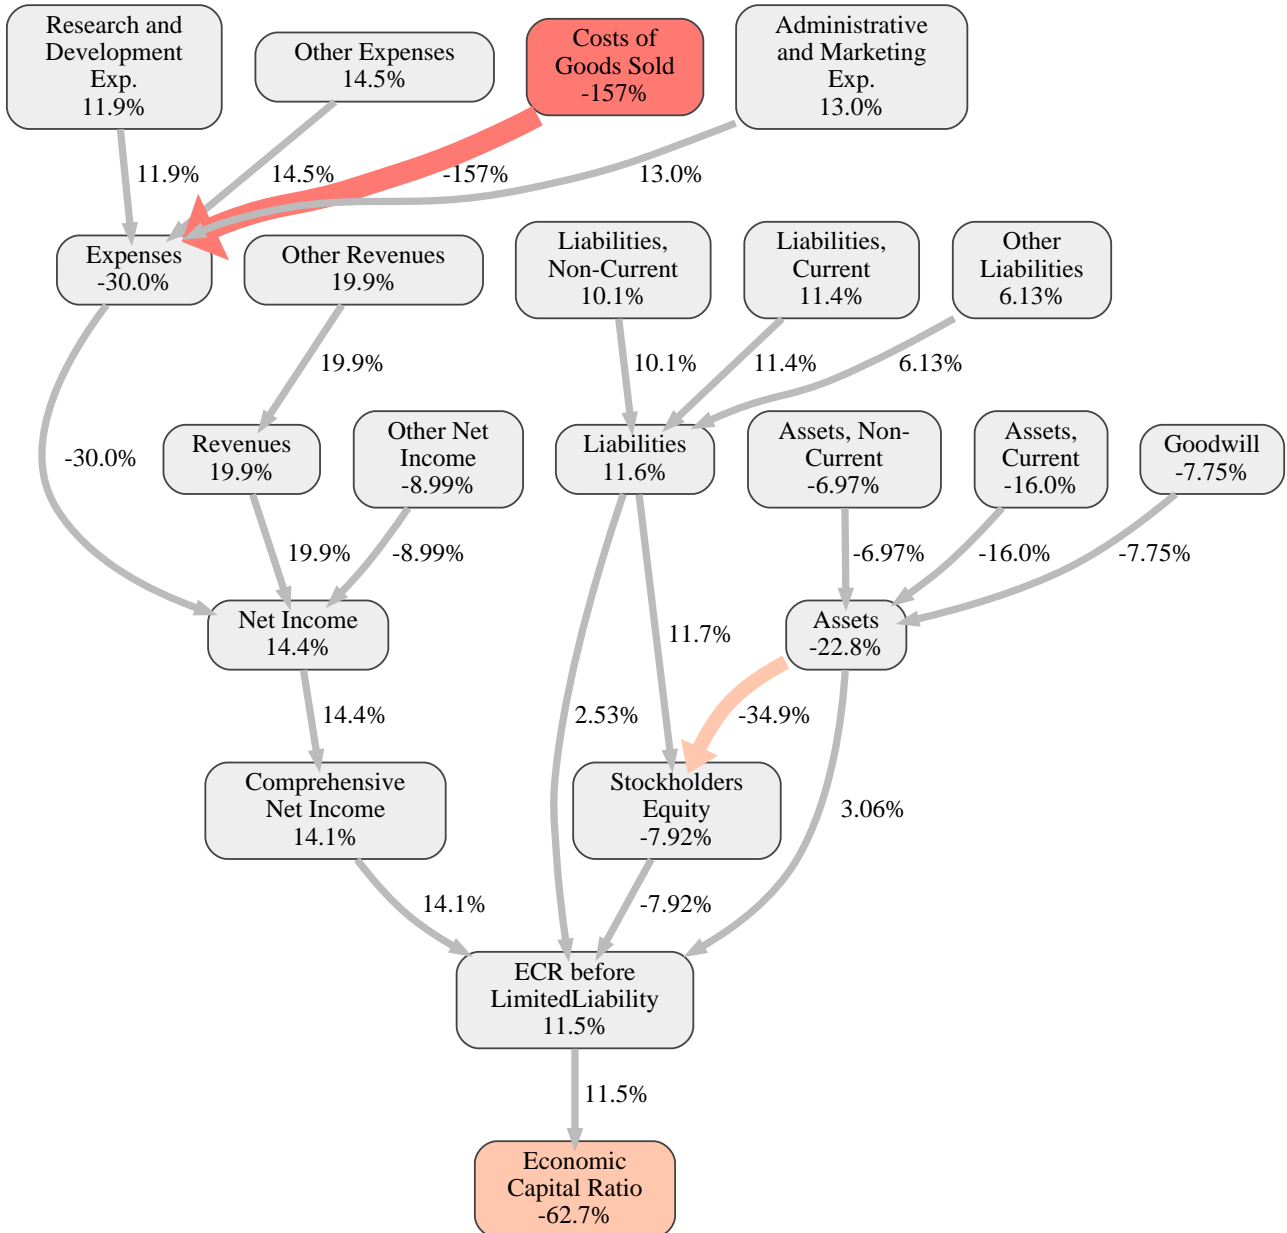 Research and
Development
Exp.
11.9%
Other Expenses
14.5%
Costs of
Goods Sold
-157%
Administrative
and Marketing
Exp.
13.0%
11.9%
14.5%
-157%
13.0%
Expenses
-30.0%
Other Revenues
19.9%
Liabilities,
Non-Current
10.1%
Liabilities,
Current
11.4%
Other
Liabilities
6.13%
19.9%
10.1%
11.4%
6.13%
-30.0%
Revenues
19.9%
Other Net
Income
-8.99%
Liabilities
11.6%
Assets, Non-
Current
-6.97%
Assets,
Current
-16.0%
Goodwill
-7.75%
19.9%
-8.99%
-6.97%
-16.0%
-7.75%
Net Income
14.4%
11.7%
Assets
-22.8%
14.4%
2.53%
-34.9%
Comprehensive
Net Income
14.1%
Stockholders
Equity
-7.92%
3.06%
14.1%
-7.92%
ECR before
LimitedLiability
11.5%
11.5%
Economic
Capital Ratio
-62.7%